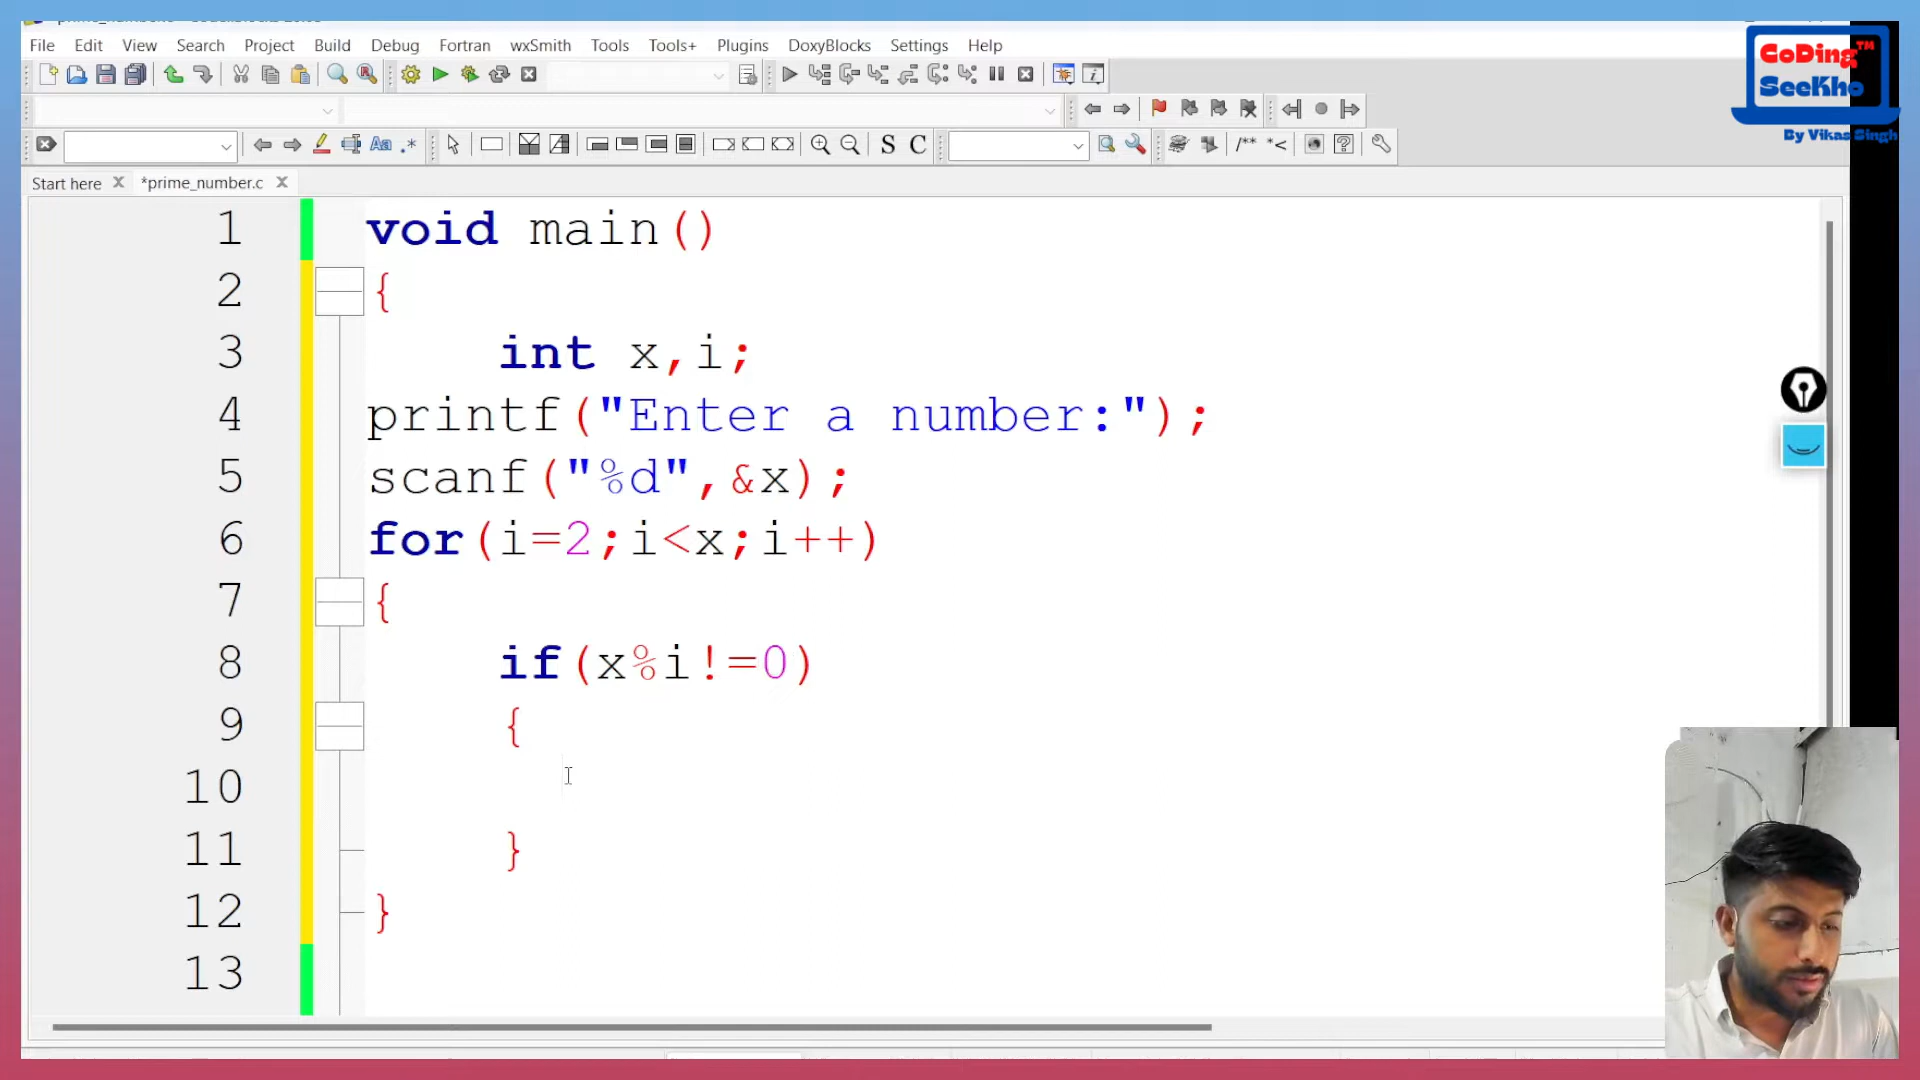 File Edit View Search Project Build Debug Fortran wxSmith Tools Tools+ Plugins DoxyBlocks Settings Help
CoDing™
SeeKho
By Vikas Singh
Aa .* S C /** *<
Start here *prime_number.c
1 void main()
2 {
3 int x,i;
4 printf("Enter a number:");
5 scanf("%d",&x);
6 for(i=2;i<x;i++)
7 {
8 if(x%i!=0)
9 {
10
11 }
12 }
13